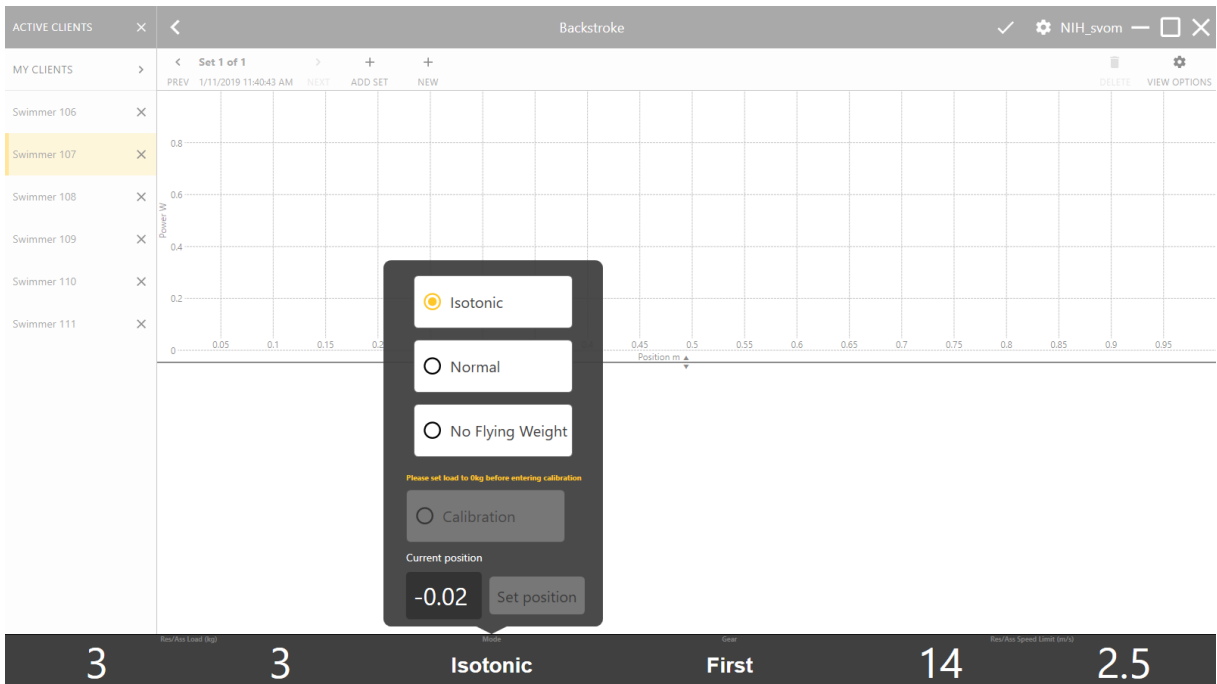 ACTIVE CLIENTS
Backstroke
NIH_svom
MY CLIENTS
Set 1 of 1
PREV 1/11/2019 11:40:43 AM NEXT ADD SET NEW
DELETE VIEW OPTIONS
Swimmer 106
Swimmer 107
Swimmer 108
Swimmer 109
Swimmer 110
Swimmer 111
0.8
0.6
Power W
0.4
0.2
0
0.05 0.1 0.15 0.2 0.45 0.5 0.55 0.6 0.65 0.7 0.75 0.8 0.85 0.9 0.95
Position m
Isotonic
Normal
No Flying Weight
Please set load to 0kg before entering calibration
Calibration
Current position
-0.02 Set position
Res/Ass Load (kg) Mode Gear Res/Ass Speed Limit (m/s)
3 3 Isotonic First 14 2.5